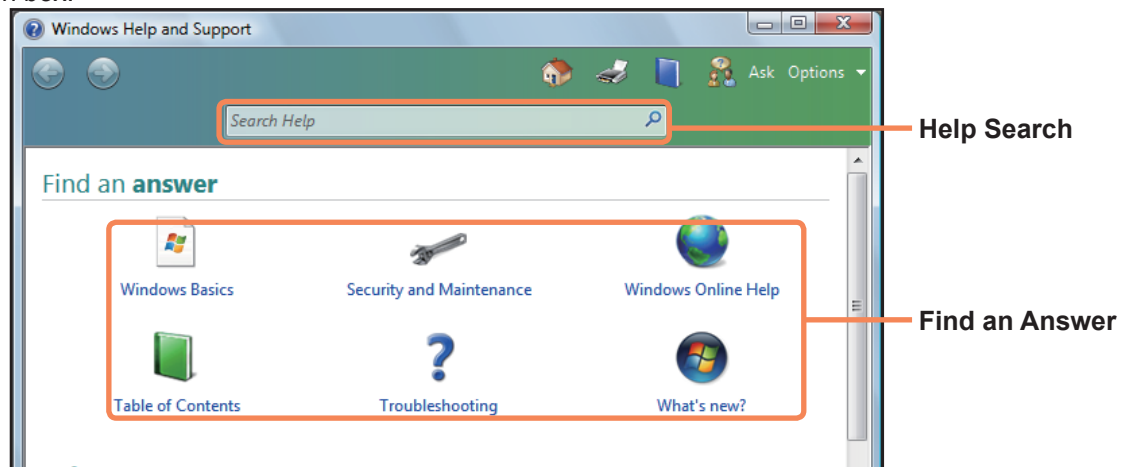 Windows Help and Support
Ask Options
Search Help
Help Search
Find an answer
Windows Basics
Security and Maintenance
Windows Online Help
Find an Answer
Table of Contents
Troubleshooting
What's new?